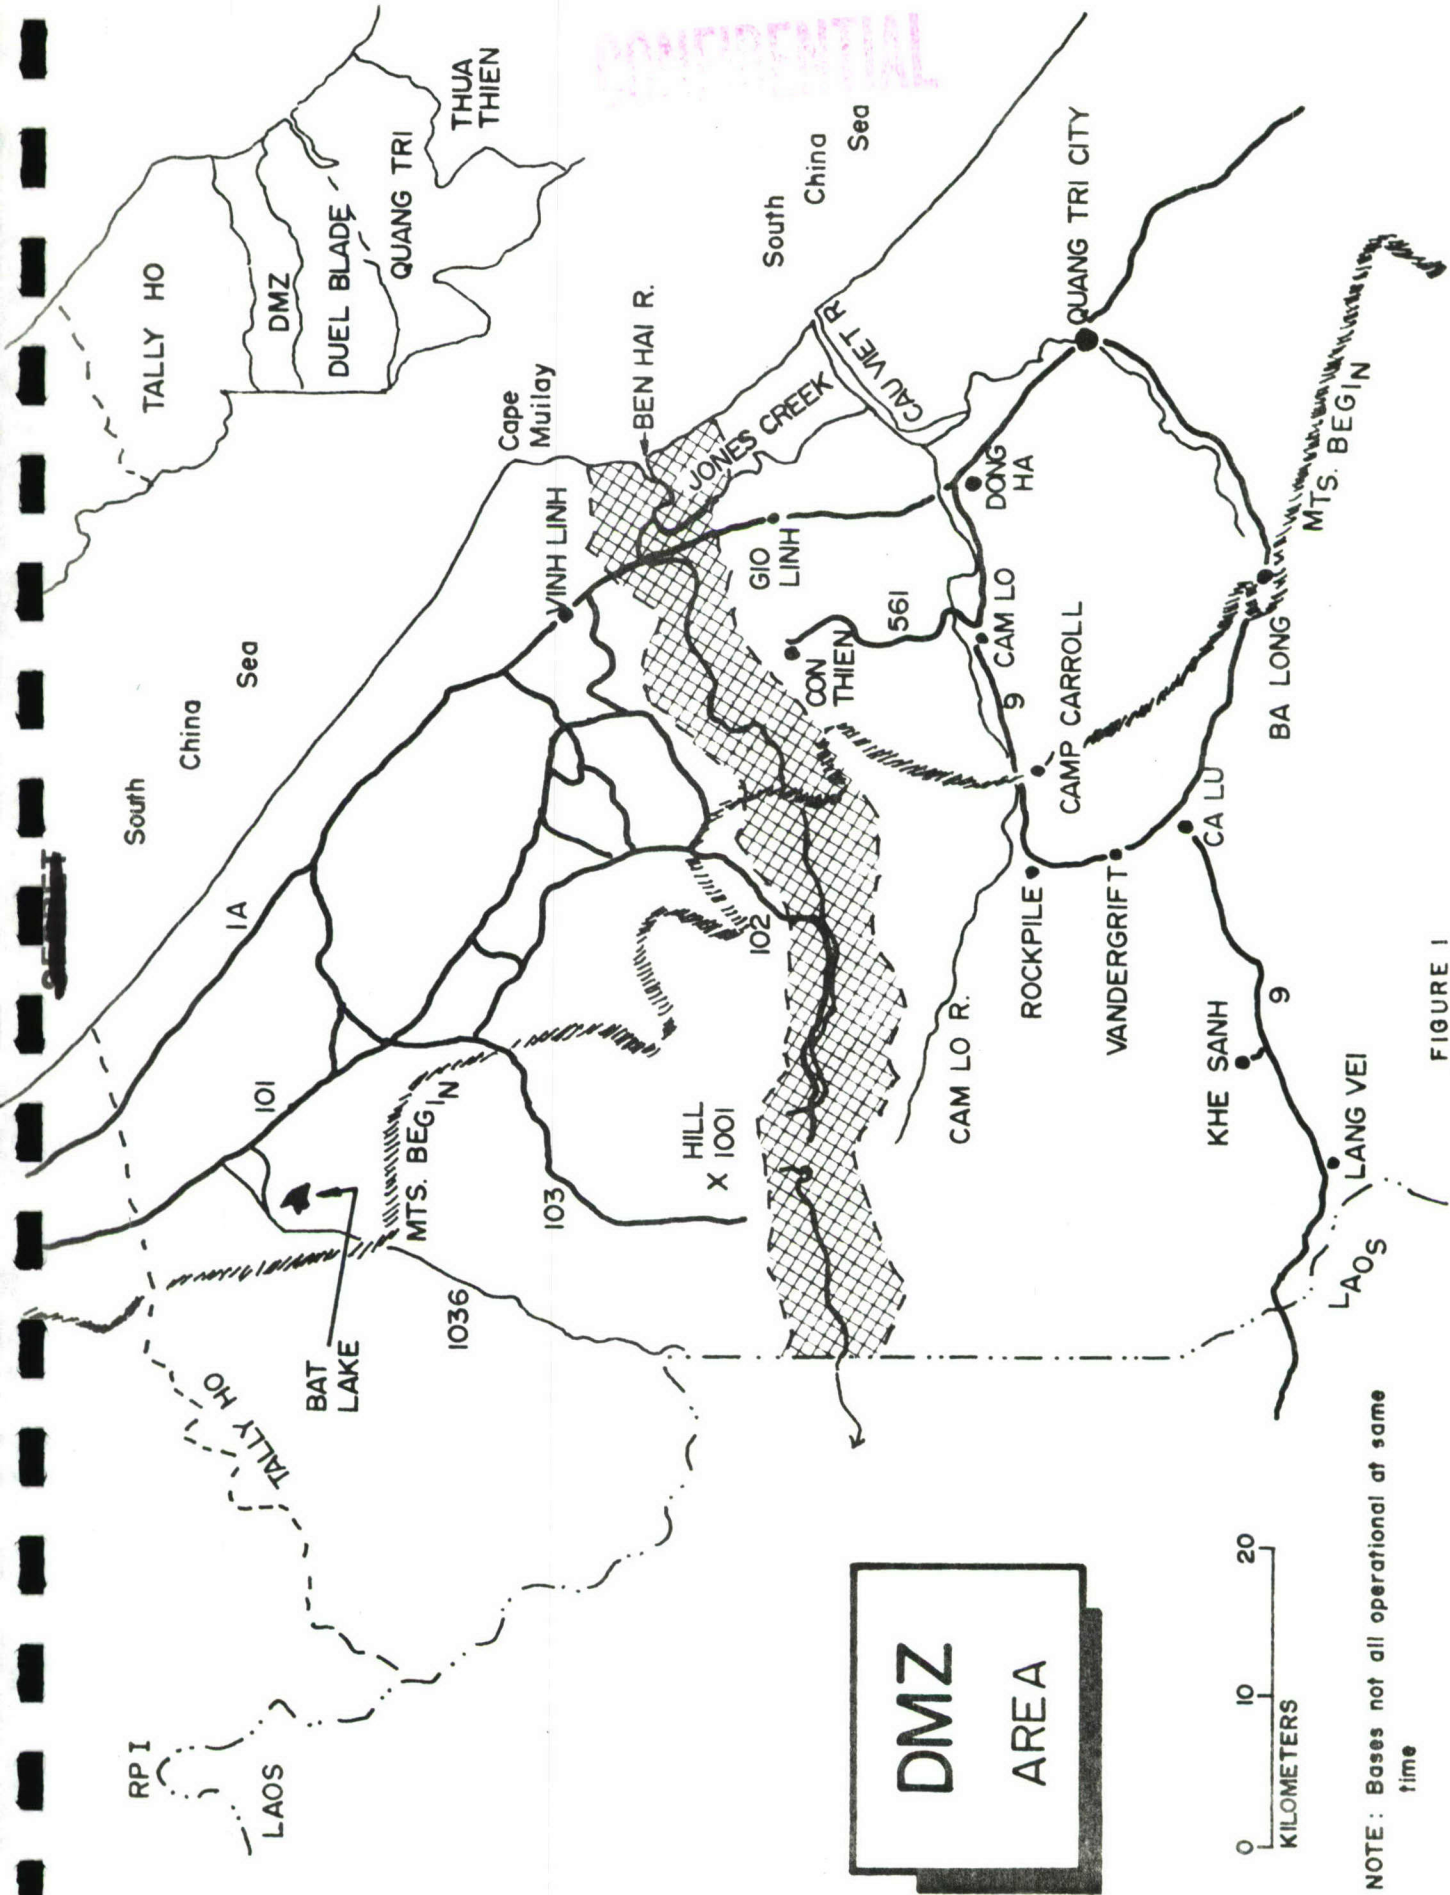 SECRET
CONFIDENTIAL
RP I
LAOS
TALLY HO
BAT
LAKE
1036
101
1A
South
China
Sea
MTS. BEGIN
103
HILL
X 1001
102
VINH LINH
Cape
Muilay
BEN HAI R.
JONES CREEK
CAU VIET R.
South
China
Sea
TALLY HO
DMZ
DUEL BLADE
QUANG TRI
THUA
THIEN
GIO
LINH
CON
THIEN
561
DONG
HA
CAM LO
9
CAMP CARROLL
QUANG TRI CITY
CAM LO R.
ROCKPILE
VANDERGRIFT
CA LU
BA LONG
MTS. BEGIN
KHE SANH
9
LANG VEI
LAOS
DMZ
AREA
0 10 20
KILOMETERS
NOTE: Bases not all operational at same
time
FIGURE 1